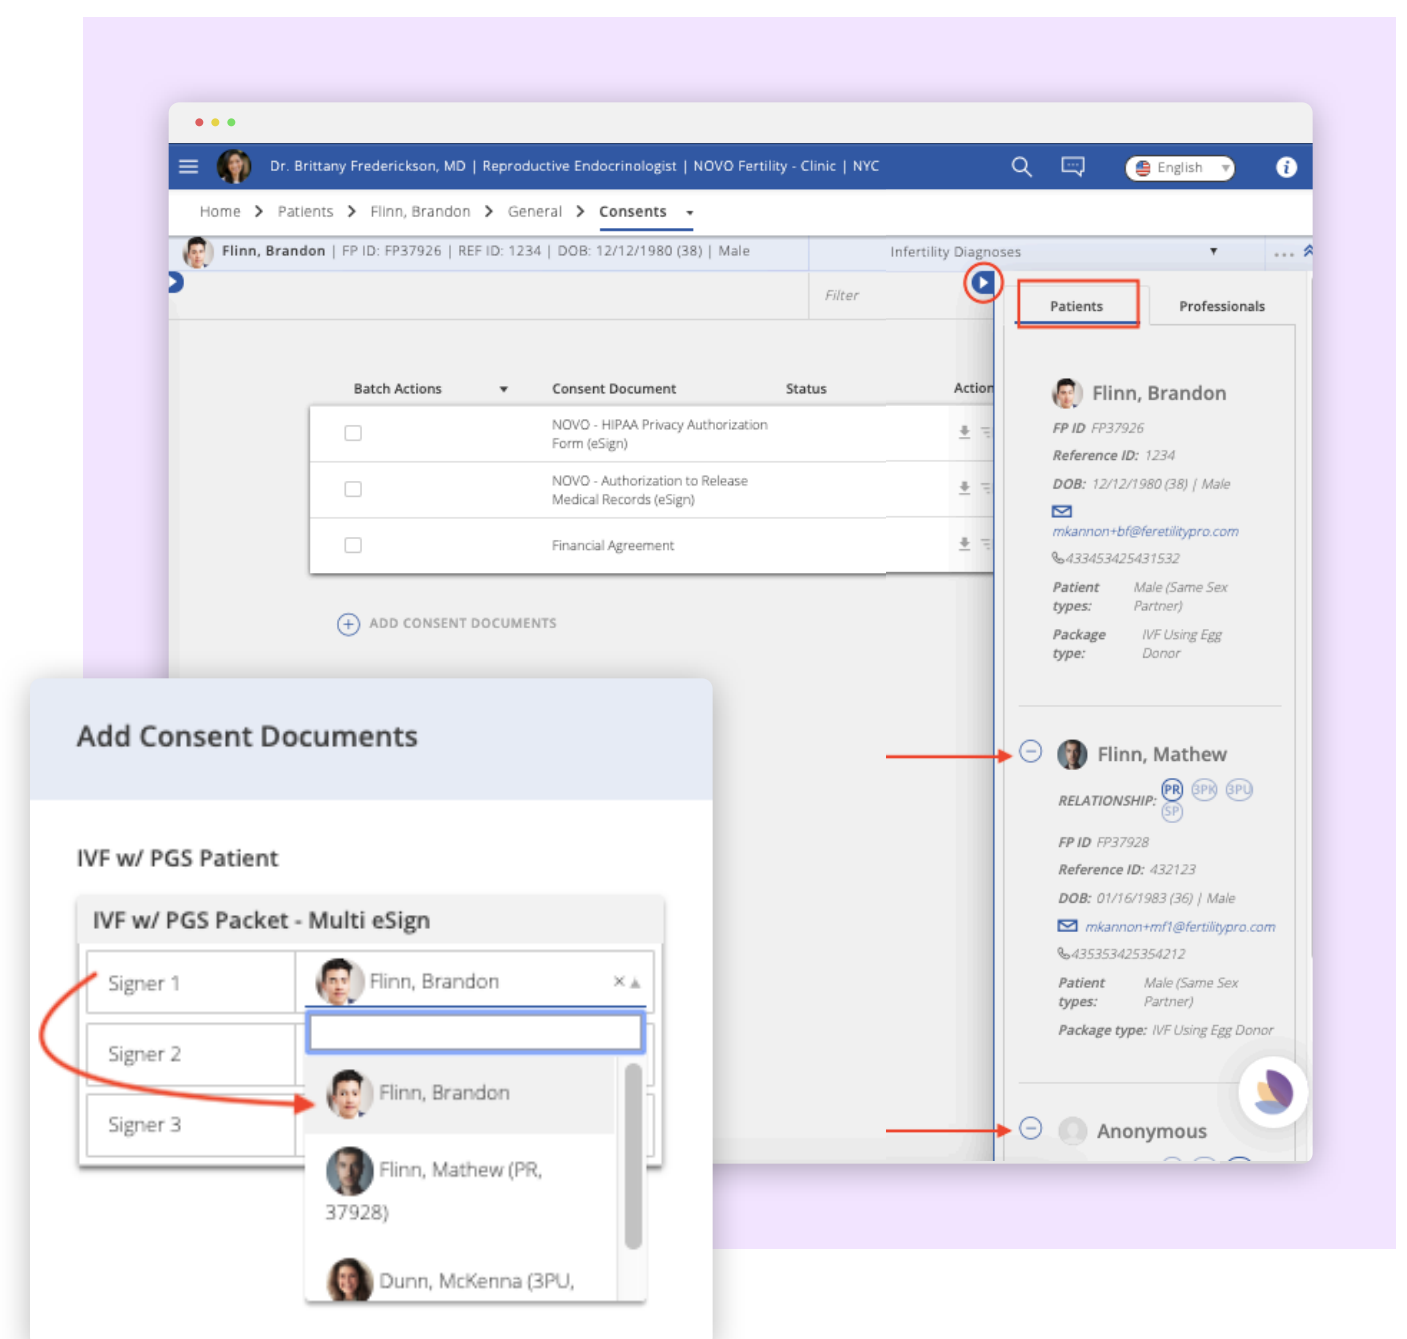 Dr. Brittany Frederickson, MD | Reproductive Endocrinologist | NOVO Fertility - Clinic | NYC
English
Home > Patients > Flinn, Brandon > General > Consents
Flinn, Brandon | FP ID: FP37926 | REF ID: 1234 | DOB: 12/12/1980 (38) | Male
Infertility Diagnoses
Filter
Patients
Professionals
Batch Actions
Consent Document
Status
Action
NOVO - HIPAA Privacy Authorization
Form (eSign)
NOVO - Authorization to Release
Medical Records (eSign)
Financial Agreement
ADD CONSENT DOCUMENTS
Flinn, Brandon
FP ID FP37926
Reference ID: 1234
DOB: 12/12/1980 (38) | Male
mkannon+bf@feretilitypro.com
433453425431532
Patient Male (Same Sex
types: Partner)
Package IVF Using Egg
type: Donor
Flinn, Mathew
RELATIONSHIP: PR 3PK 3PU
SP
FP ID FP37928
Reference ID: 432123
DOB: 01/16/1983 (36) | Male
mkannon+mf1@fertilitypro.com
435353425354212
Patient Male (Same Sex
types: Partner)
Package type: IVF Using Egg Donor
Anonymous
Add Consent Documents
IVF w/ PGS Patient
IVF w/ PGS Packet - Multi eSign
Signer 1
Flinn, Brandon
Signer 2
Flinn, Brandon
Signer 3
Flinn, Mathew (PR,
37928)
Dunn, McKenna (3PU,